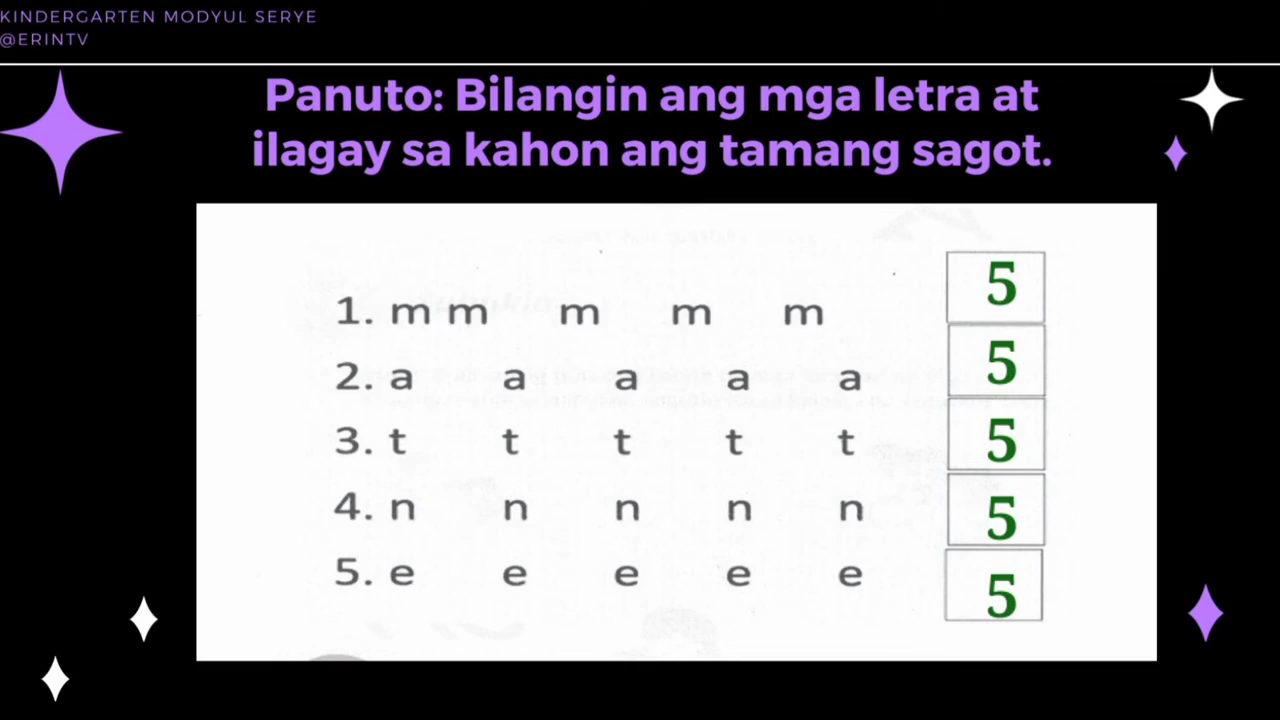 KINDERGARTEN MODYUL SERYE
@ERINTV
Panuto: Bilangin ang mga letra at
ilagay sa kahon ang tamang sagot.
1. m m m m m 5
2. a a a a a 5
3. t t t t t 5
4. n n n n n 5
5. e e e e e 5